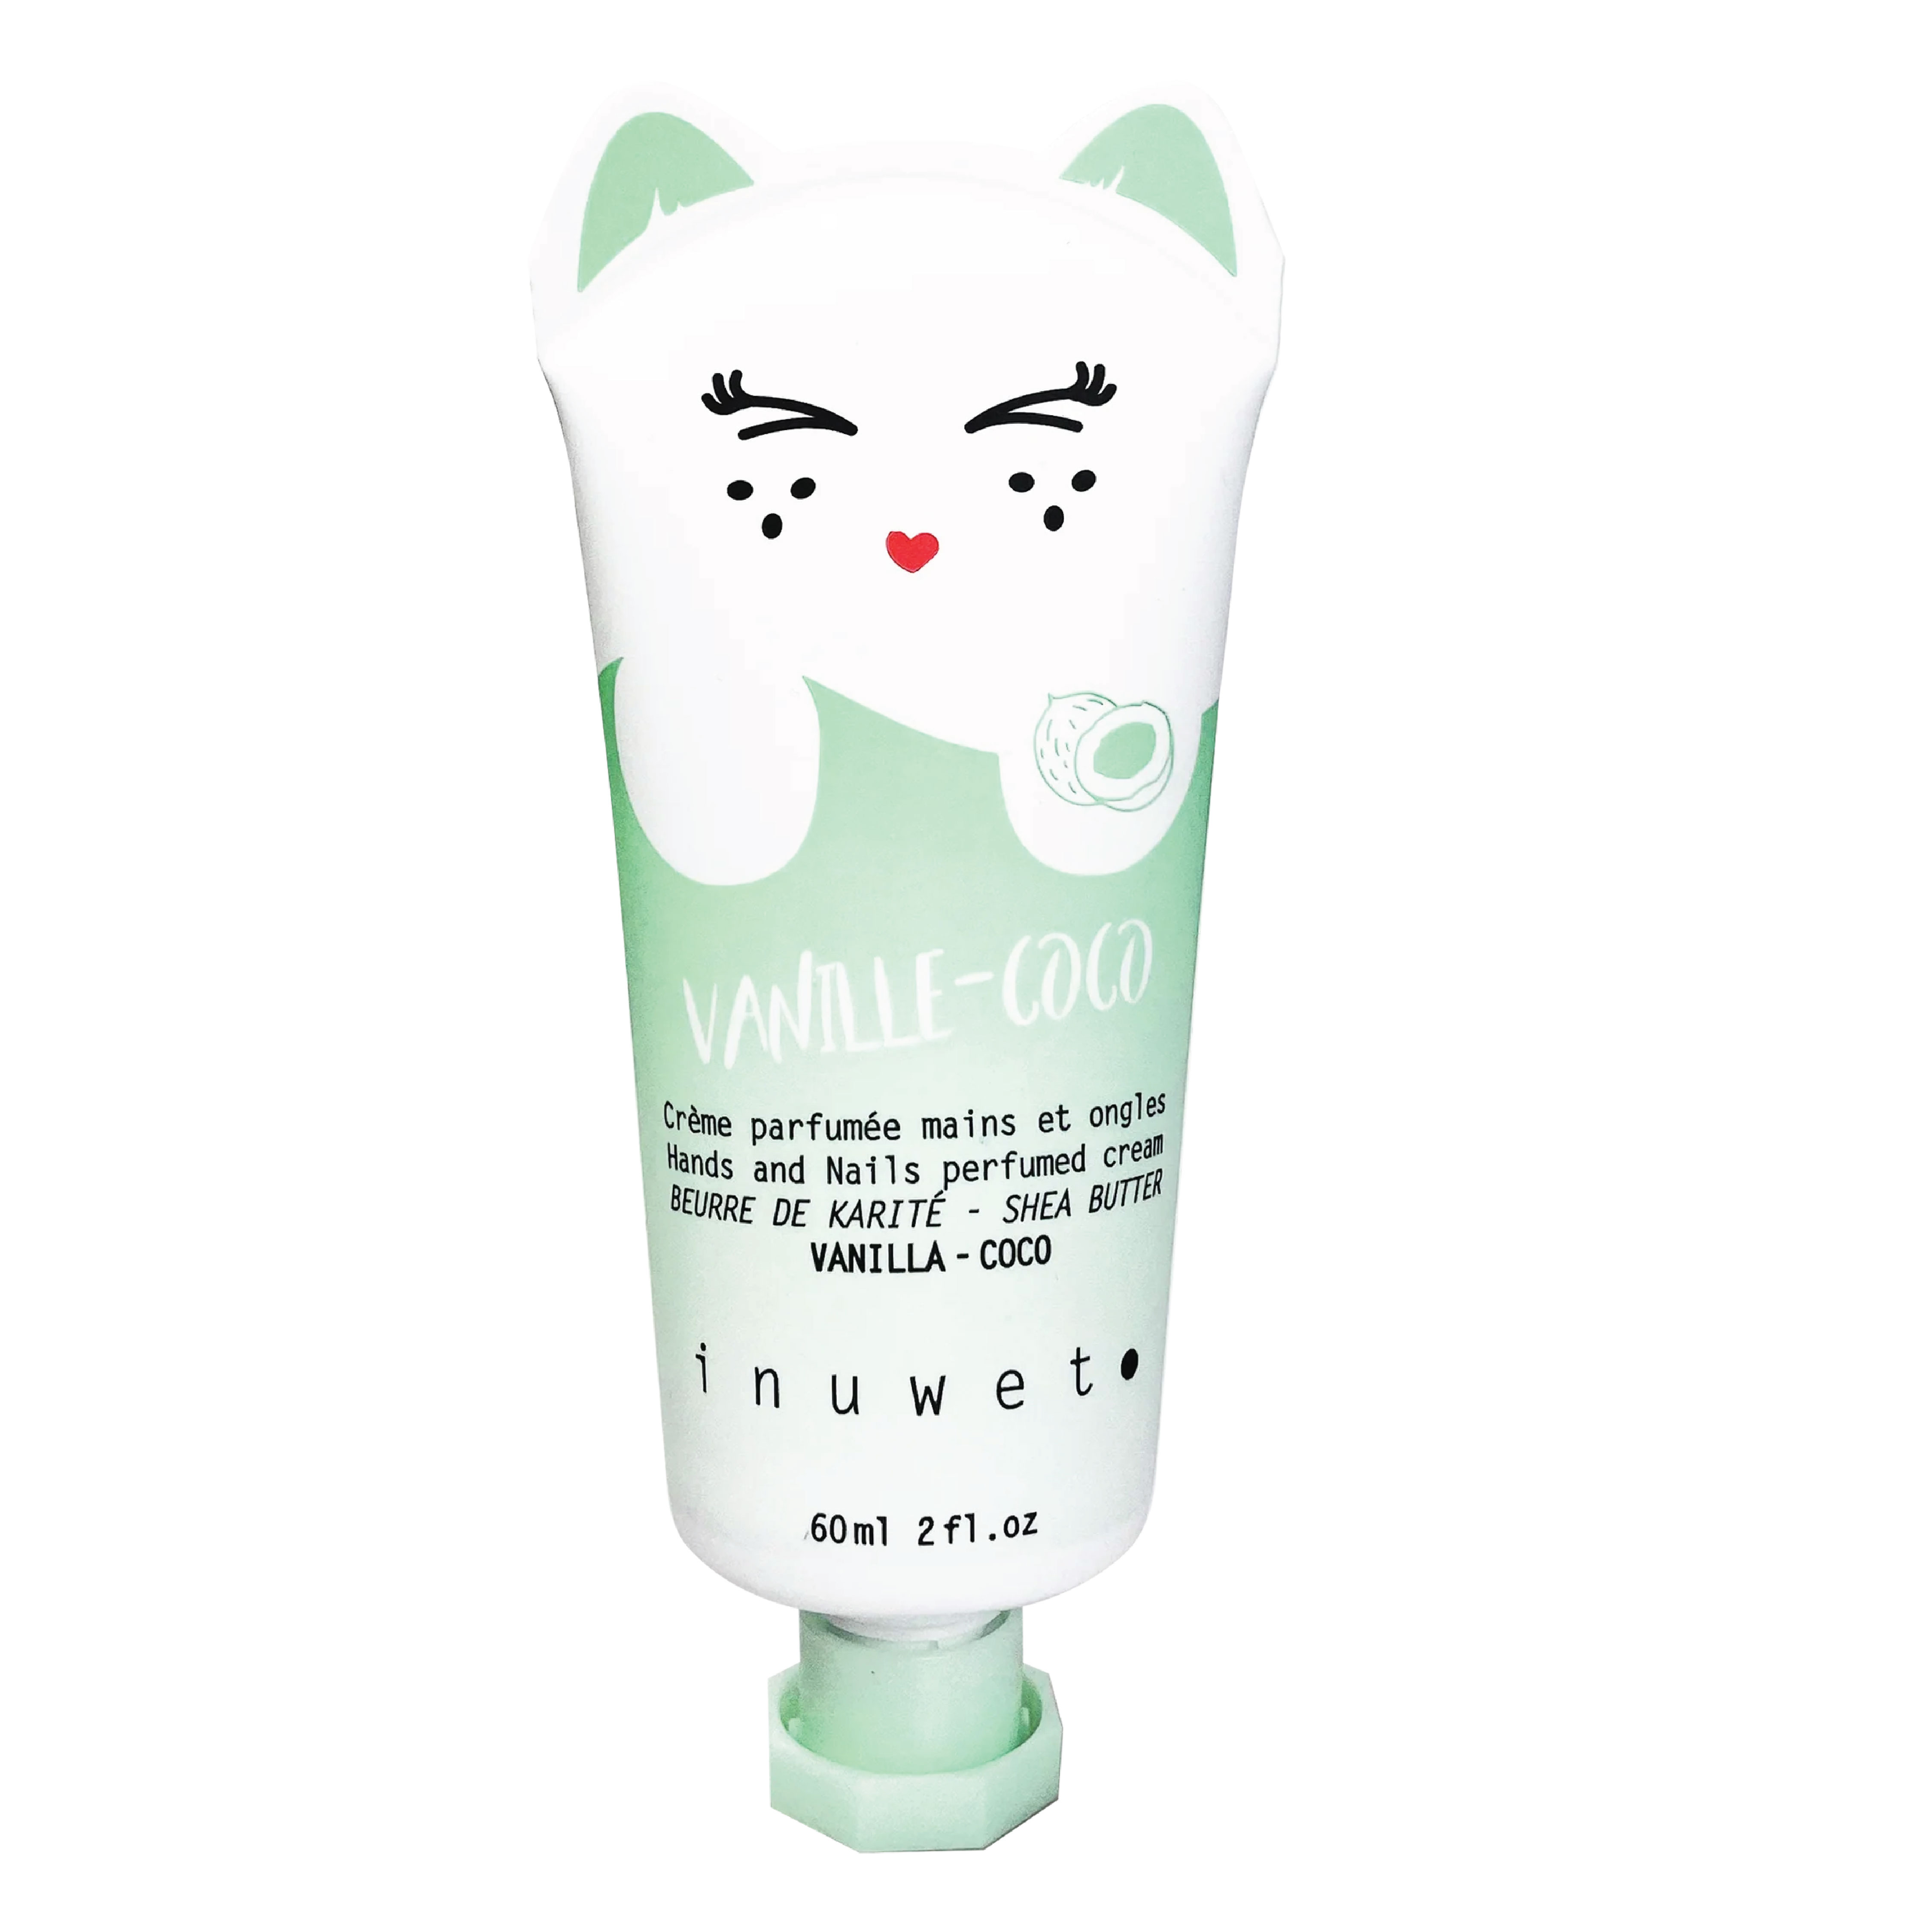 VANILLE-COCO
Crème parfumée mains et ongles
Hands and Nails perfumed cream
BEURRE DE KARITÉ - SHEA BUTTER
VANILLA - COCO
inuwet•
60ml 2fl.oz